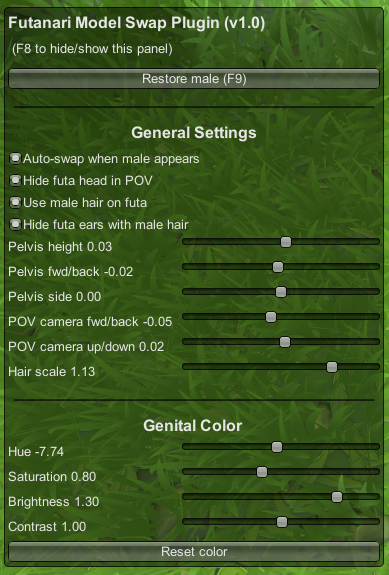 Futanari Model Swap Plugin (v1.0)
(F8 to hide/show this panel)
Restore male (F9)
General Settings
Auto-swap when male appears
Hide futa head in POV
Use male hair on futa
Hide futa ears with male hair
Pelvis height 0.03
Pelvis fwd/back -0.02
Pelvis side 0.00
POV camera fwd/back -0.05
POV camera up/down 0.02
Hair scale 1.13
Genital Color
Hue -7.74
Saturation 0.80
Brightness 1.30
Contrast 1.00
Reset color